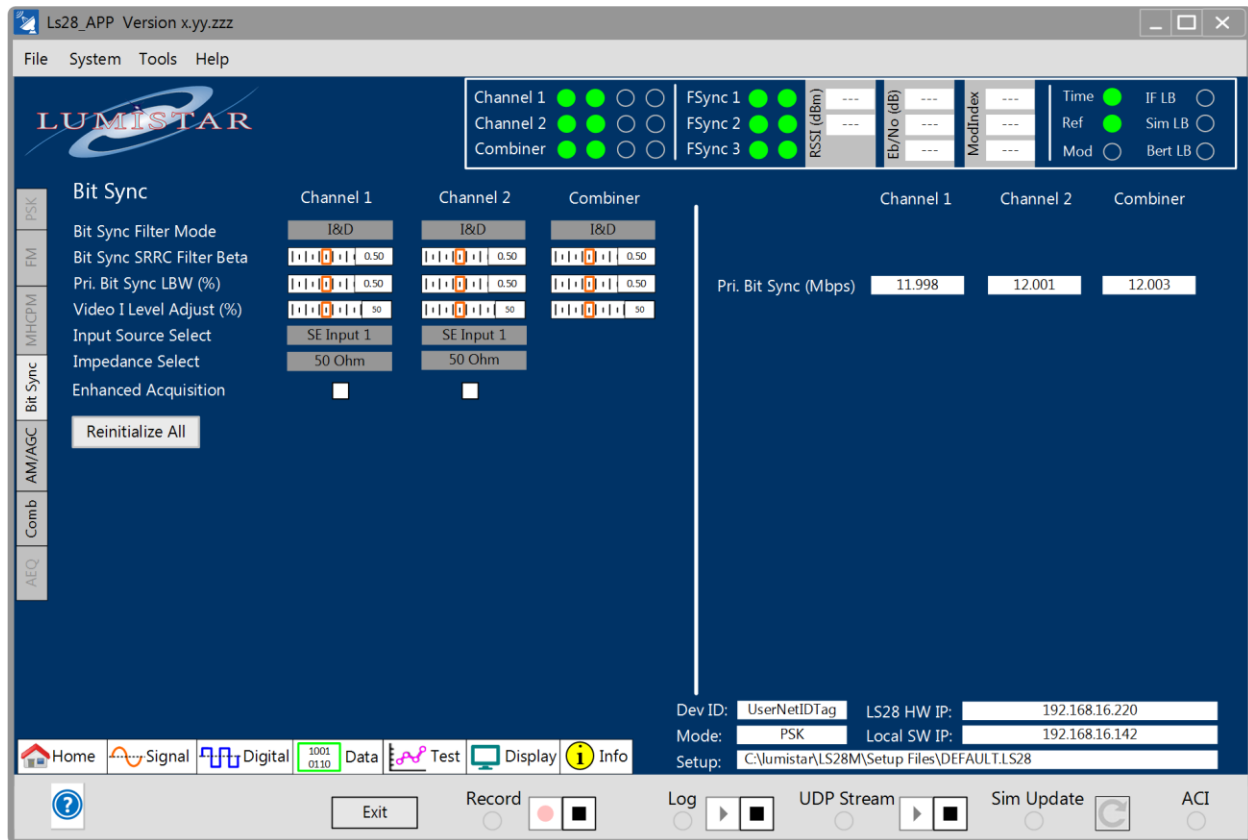 Ls28_APP Version x.yy.zzz
File System Tools Help
LUMISTAR
Channel 1
Channel 2
Combiner
FSync 1
FSync 2
FSync 3
RSSI (dBm)
---
---
Eb/No (dB)
---
---
---
ModIndex
---
---
---
Time
Ref
Mod
IF LB
Sim LB
Bert LB
PSK
FM
MHCPM
Bit Sync
AM/AGC
Comb
AEQ
Bit Sync
Channel 1 Channel 2 Combiner
Bit Sync Filter Mode I&D I&D I&D
Bit Sync SRRC Filter Beta 0.50 0.50 0.50
Pri. Bit Sync LBW (%) 0.50 0.50 0.50
Video I Level Adjust (%) 50 50 50
Input Source Select SE Input 1 SE Input 1
Impedance Select 50 Ohm 50 Ohm
Enhanced Acquisition
Reinitialize All
Channel 1 Channel 2 Combiner
Pri. Bit Sync (Mbps) 11.998 12.001 12.003
Dev ID: UserNetIDTag LS28 HW IP: 192.168.16.220
Mode: PSK Local SW IP: 192.168.16.142
Setup: C:\lumistar\LS28M\Setup Files\DEFAULT.LS28
Home Signal Digital 1001 0110 Data Test Display i Info
? Exit Record Log UDP Stream Sim Update ACI